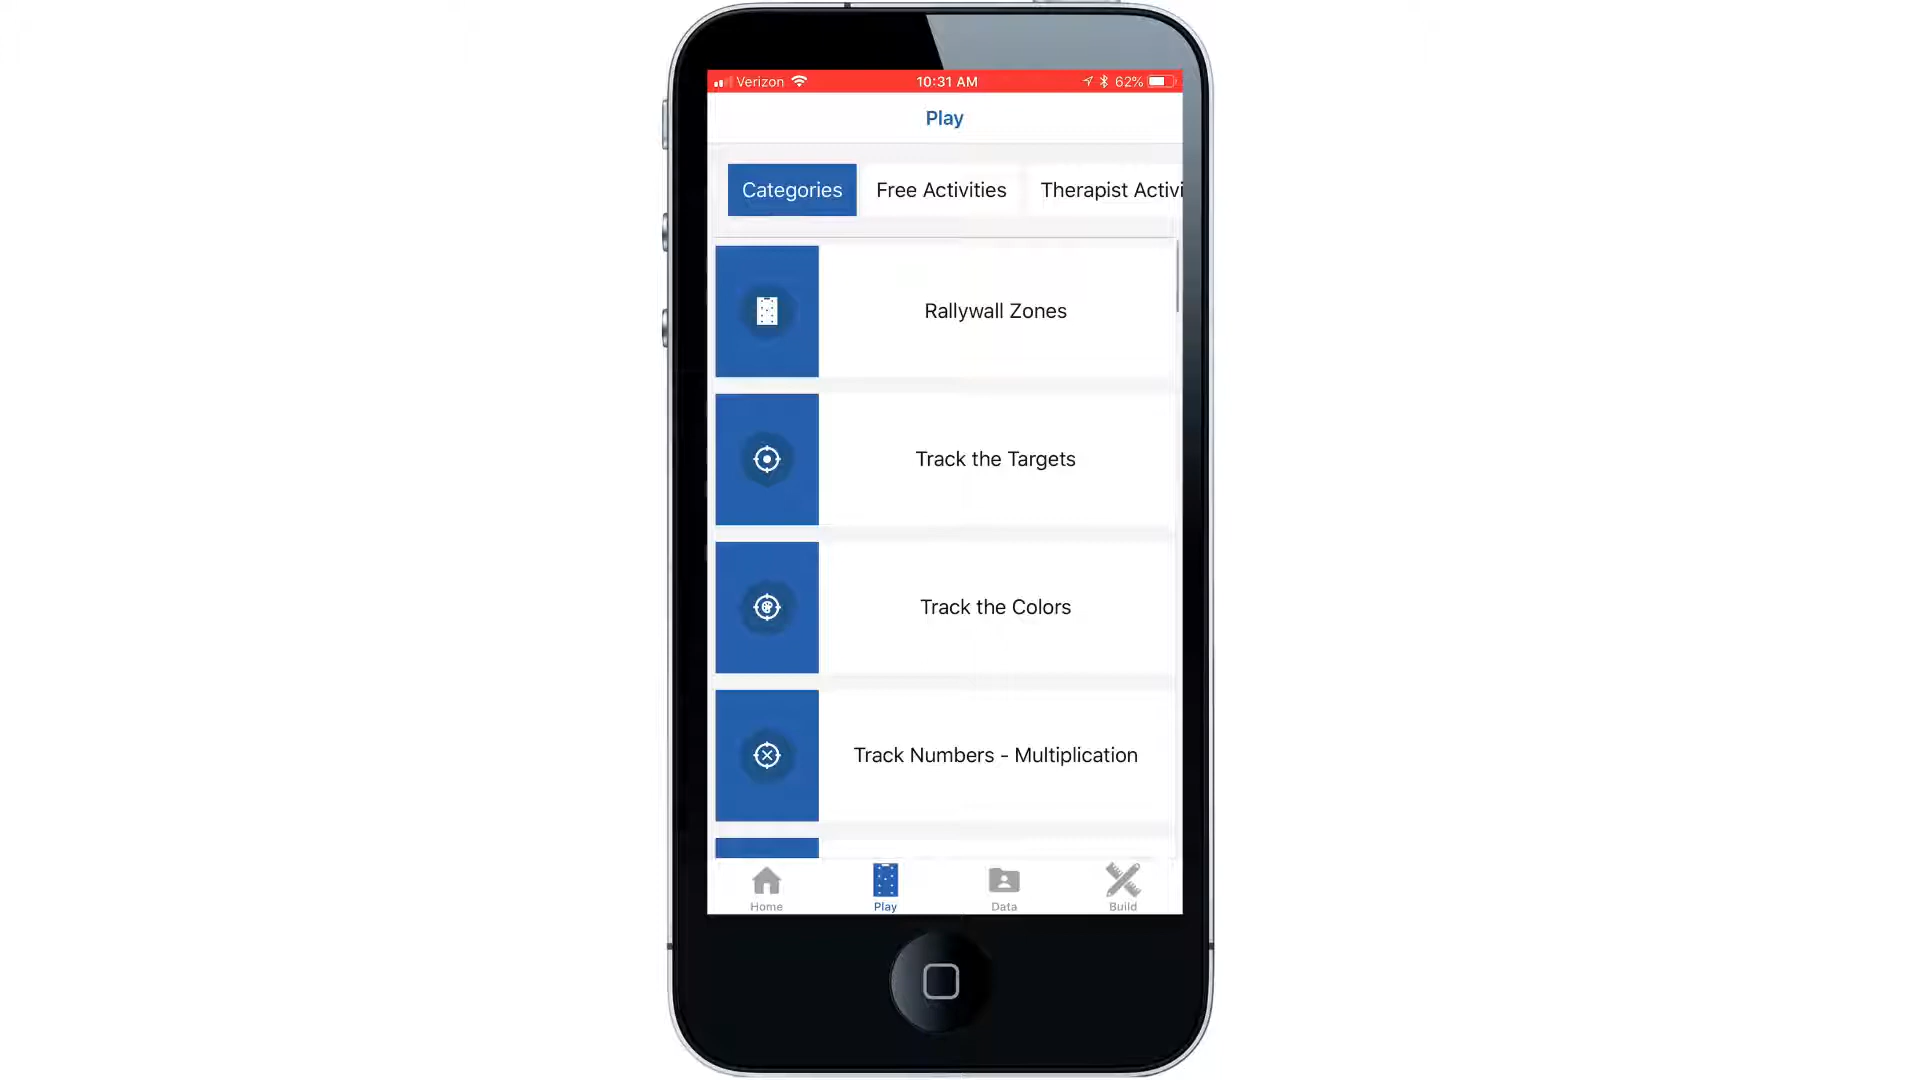 Verizon 10:31 AM 62%
Play
Categories Free Activities Therapist Activi
Rallywall Zones
Track the Targets
Track the Colors
Track Numbers - Multiplication
Home Play Data Build